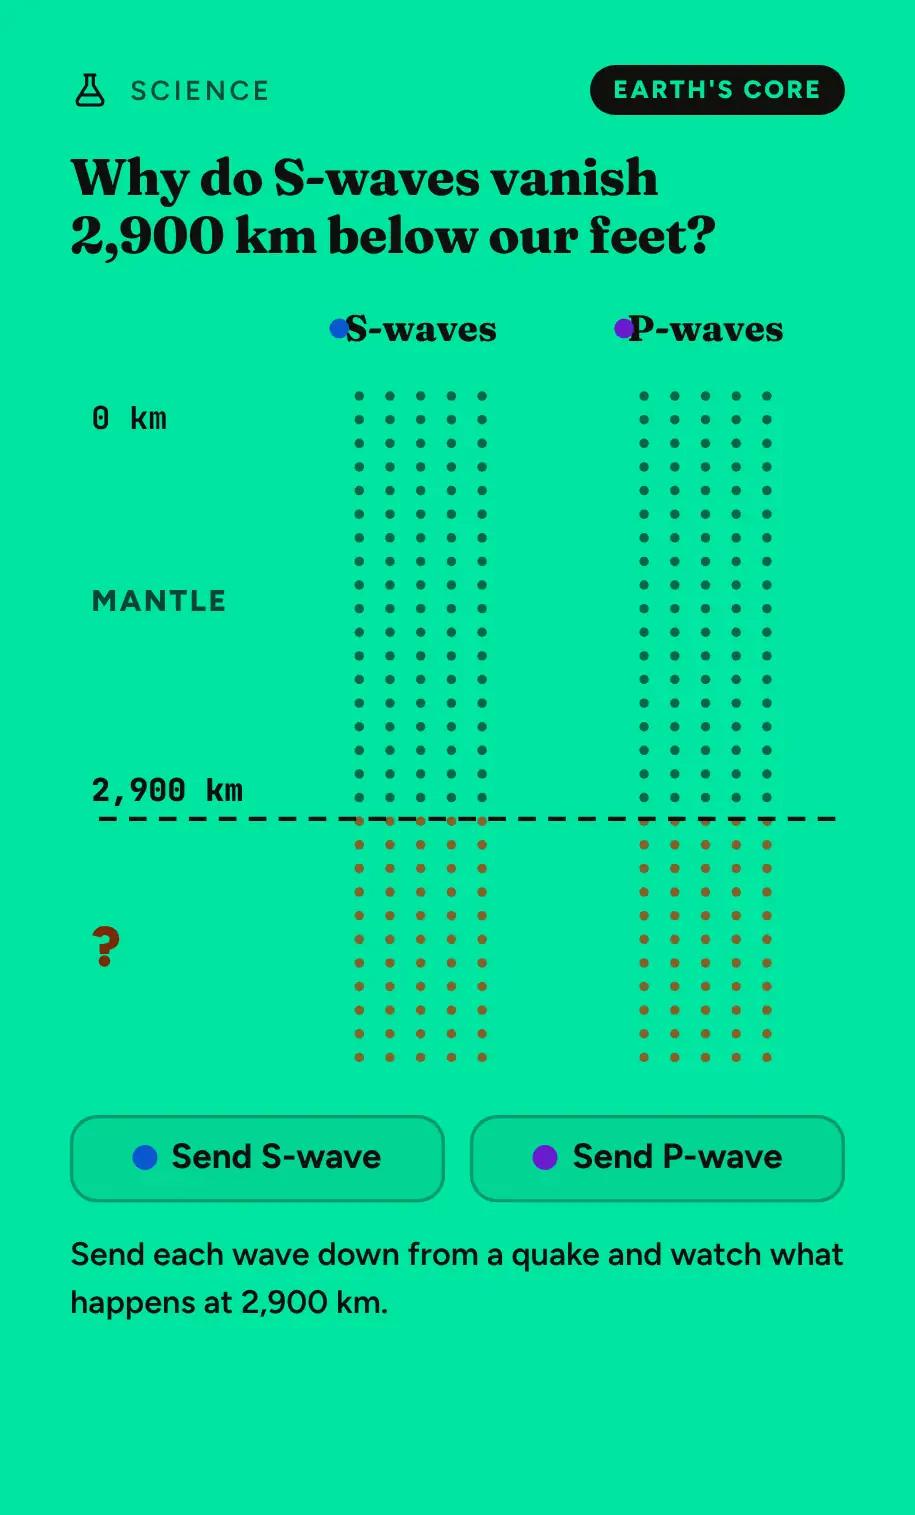 SCIENCE
EARTH'S CORE
Why do S-waves vanish
2,900 km below our feet?
S-waves
P-waves
0 km
MANTLE
2,900 km
?
Send S-wave
Send P-wave
Send each wave down from a quake and watch what
happens at 2,900 km.